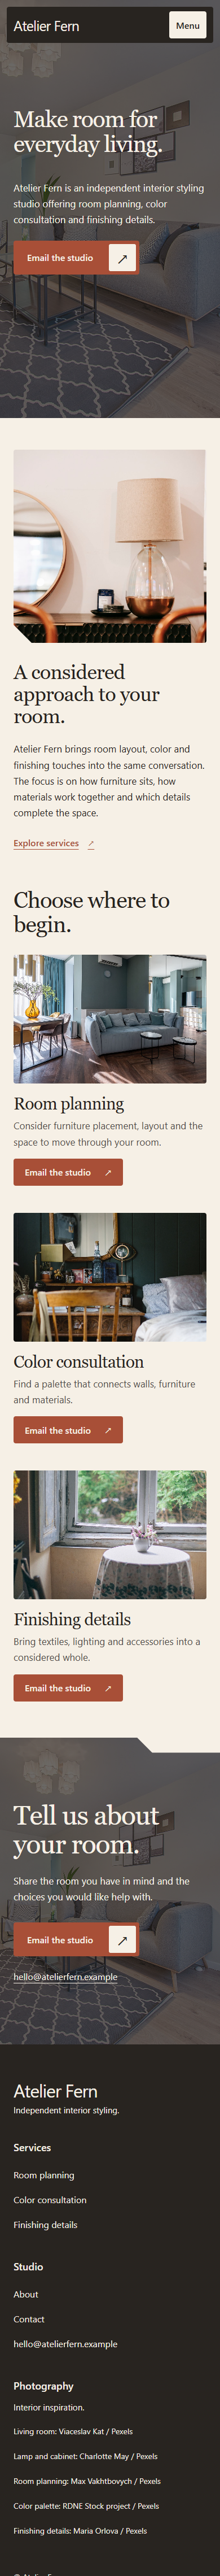 Atelier Fern
Menu
Make room for
everyday living.
Atelier Fern is an independent interior styling
studio offering room planning, color
consultation and finishing details.
Email the studio ↗
A considered
approach to your
room.
Atelier Fern brings room layout, color and
finishing touches into the same conversation.
The focus is on how furniture sits, how
materials work together and which details
complete the space.
Explore services ↗
Choose where to
begin.
Room planning
Consider furniture placement, layout and the
space to move through your room.
Email the studio ↗
Color consultation
Find a palette that connects walls, furniture
and materials.
Email the studio ↗
Finishing details
Bring textiles, lighting and accessories into a
considered whole.
Email the studio ↗
Tell us about
your room.
Share the room you have in mind and the
choices you would like help with.
Email the studio ↗
hello@atelierfern.example
Atelier Fern
Independent interior styling.
Services
Room planning
Color consultation
Finishing details
Studio
About
Contact
hello@atelierfern.example
Photography
Interior inspiration.
Living room: Viaceslav Kat / Pexels
Lamp and cabinet: Charlotte May / Pexels
Room planning: Max Vakhtbovych / Pexels
Color palette: RDNE Stock project / Pexels
Finishing details: Maria Orlova / Pexels